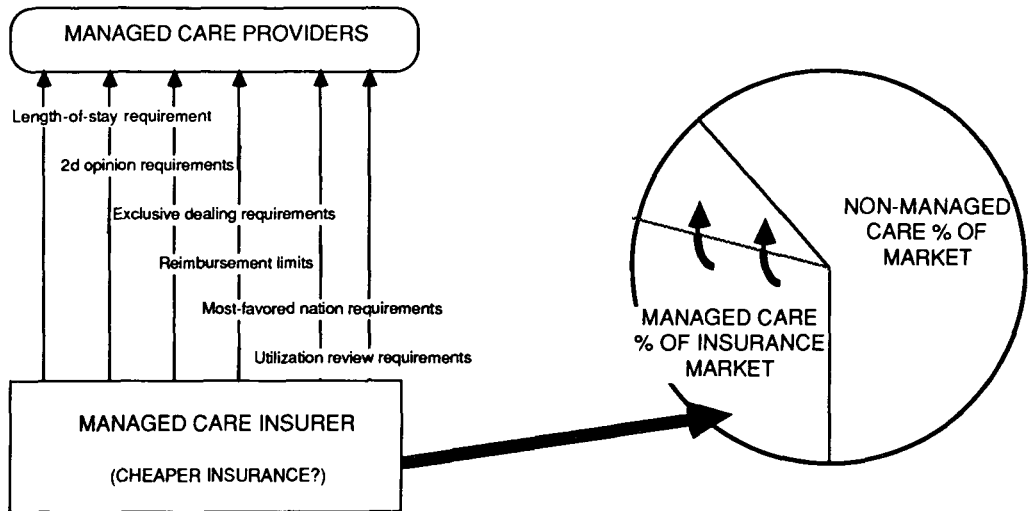 MANAGED CARE PROVIDERS
Length-of-stay requirement
2d opinion requirements
Exclusive dealing requirements
Reimbursement limits
Most-favored nation requirements
Utilization review requirements
MANAGED CARE INSURER
(CHEAPER INSURANCE?)
NON-MANAGED
CARE % OF
MARKET
MANAGED CARE
% OF INSURANCE
MARKET